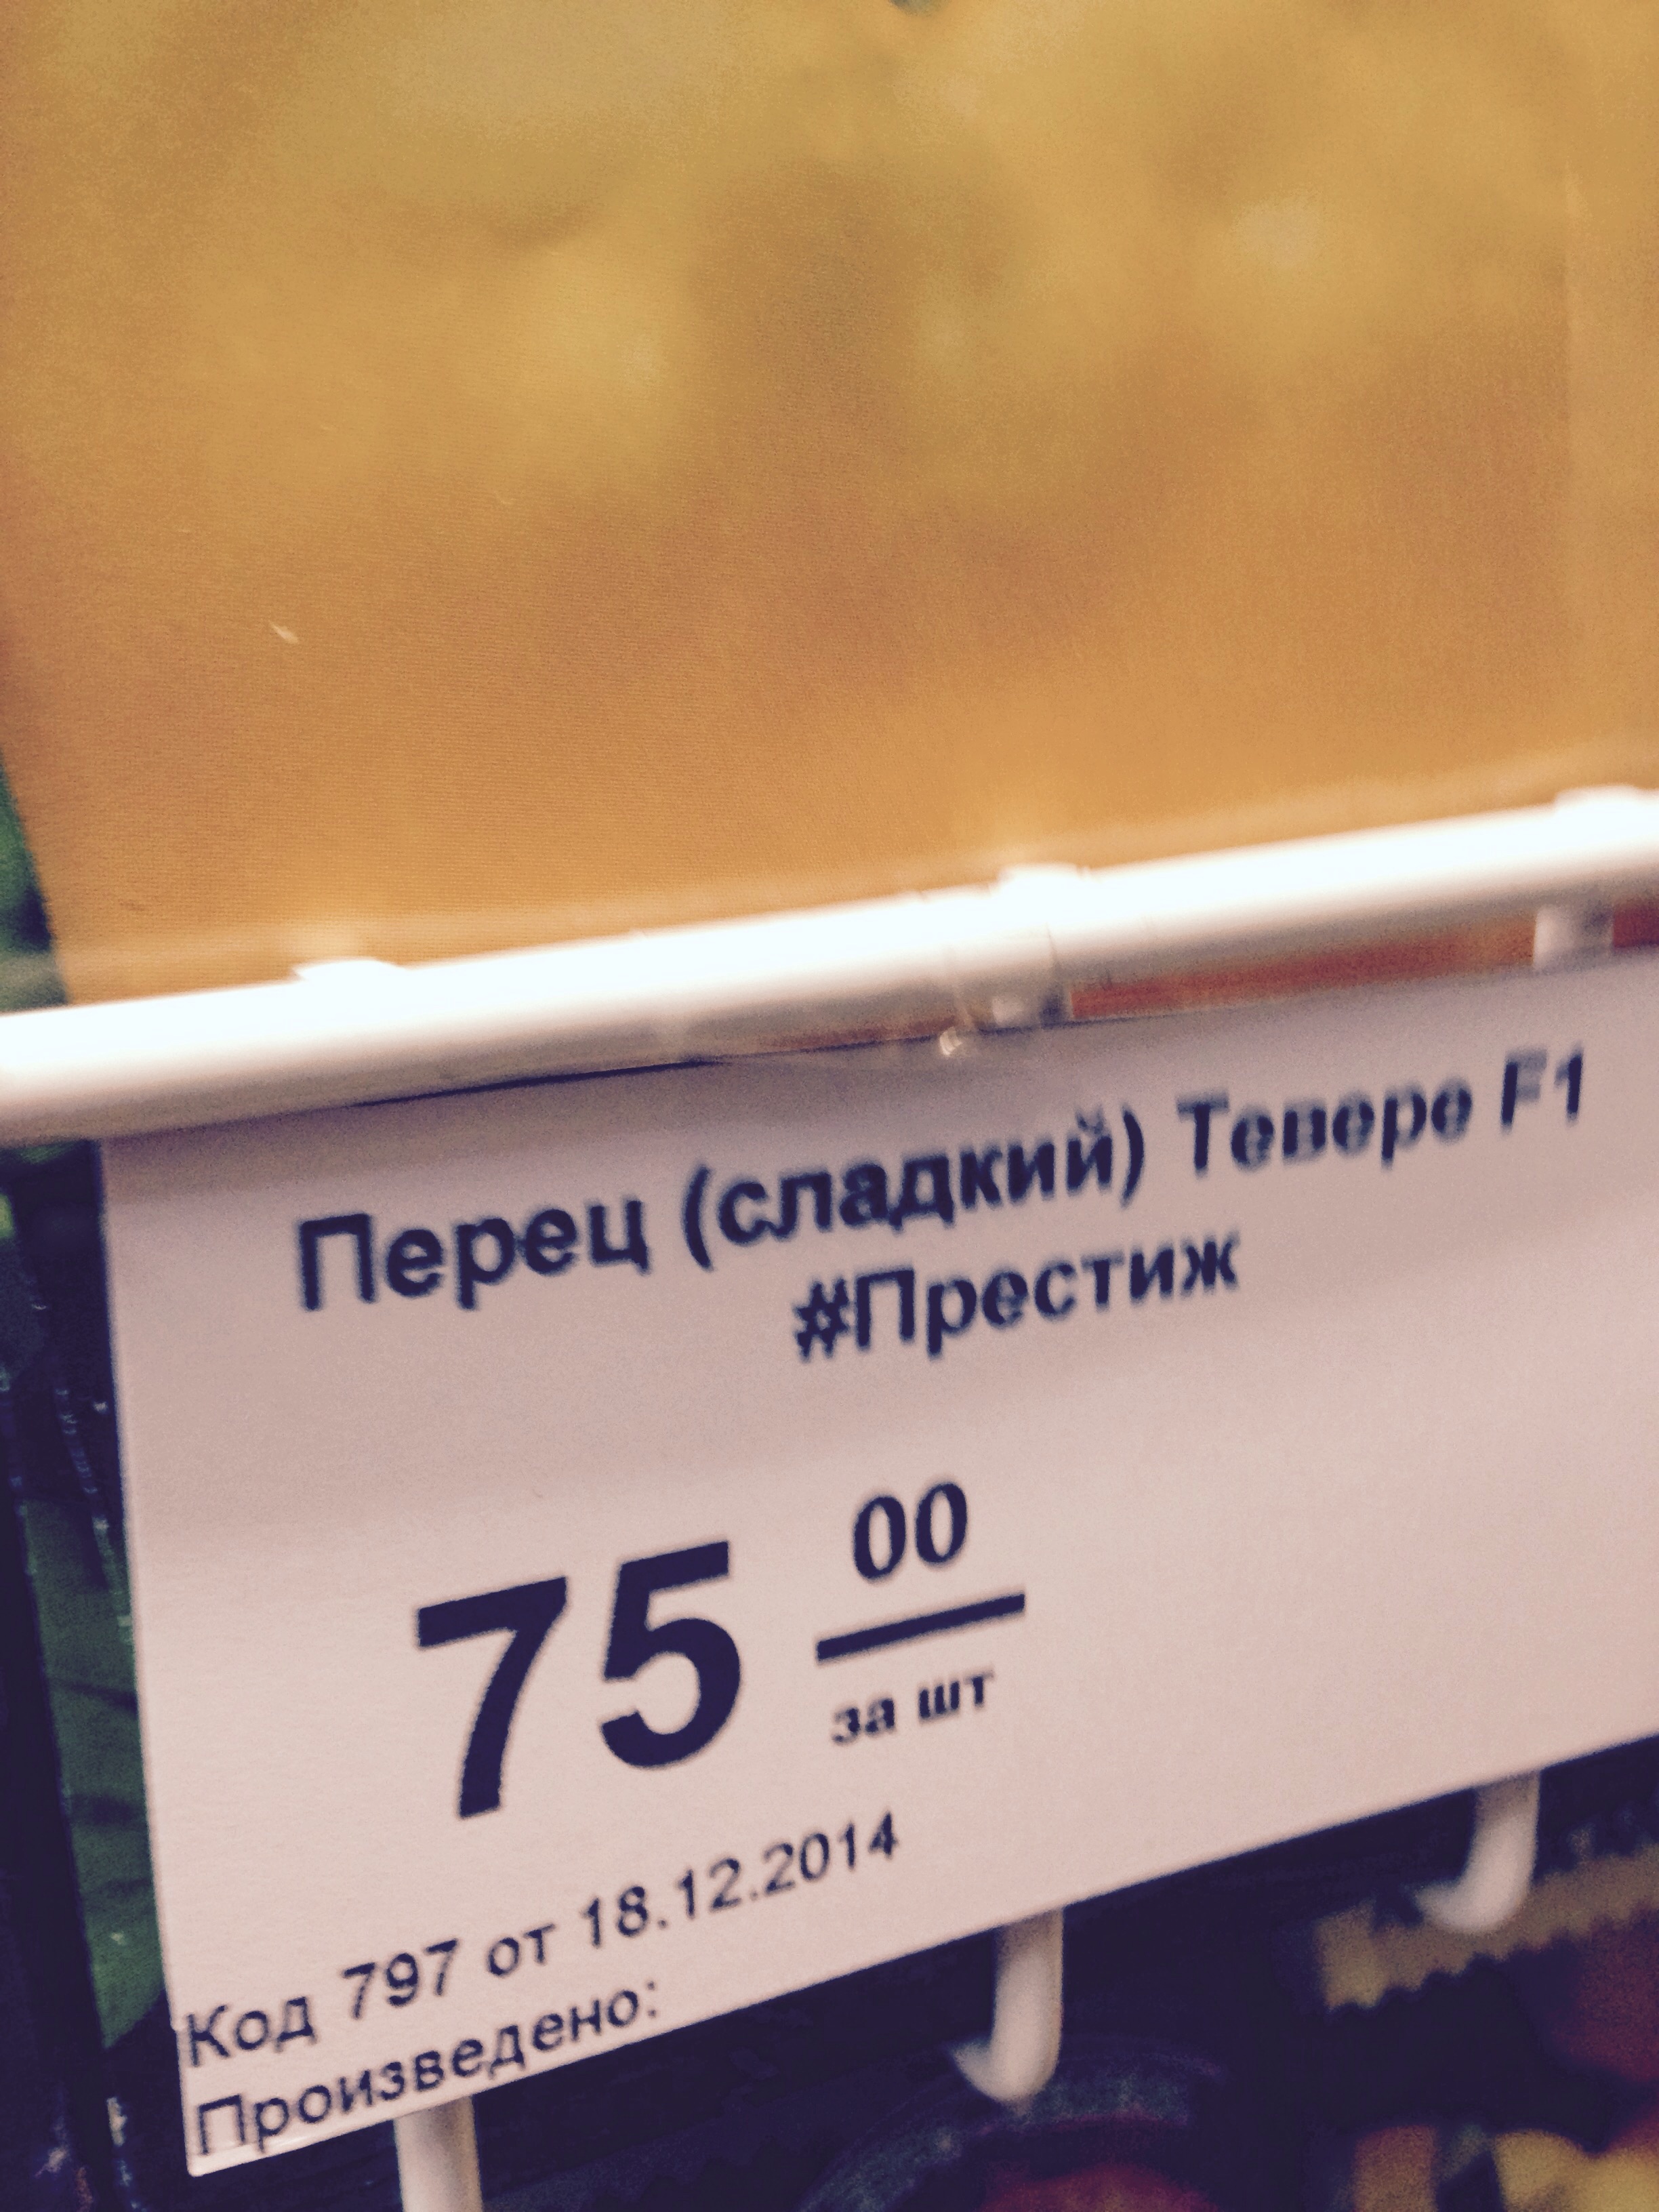 Перец (сладкий) Тевере F1
#Престиж
75 00
за шт
Код 797 от 18.12.2014
Произведено: